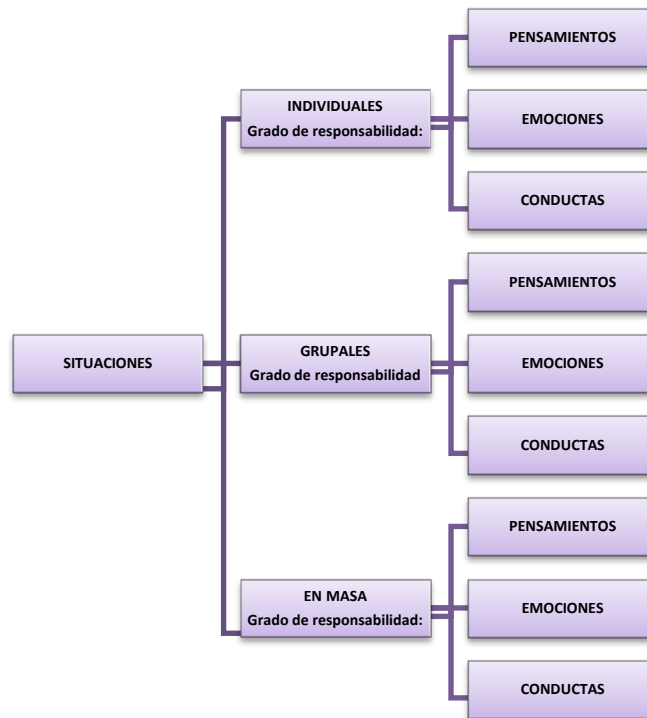 SITUACIONES
INDIVIDUALES
Grado de responsabilidad:
PENSAMIENTOS
EMOCIONES
CONDUCTAS
GRUPALES
Grado de responsabilidad
PENSAMIENTOS
EMOCIONES
CONDUCTAS
EN MASA
Grado de responsabilidad:
PENSAMIENTOS
EMOCIONES
CONDUCTAS